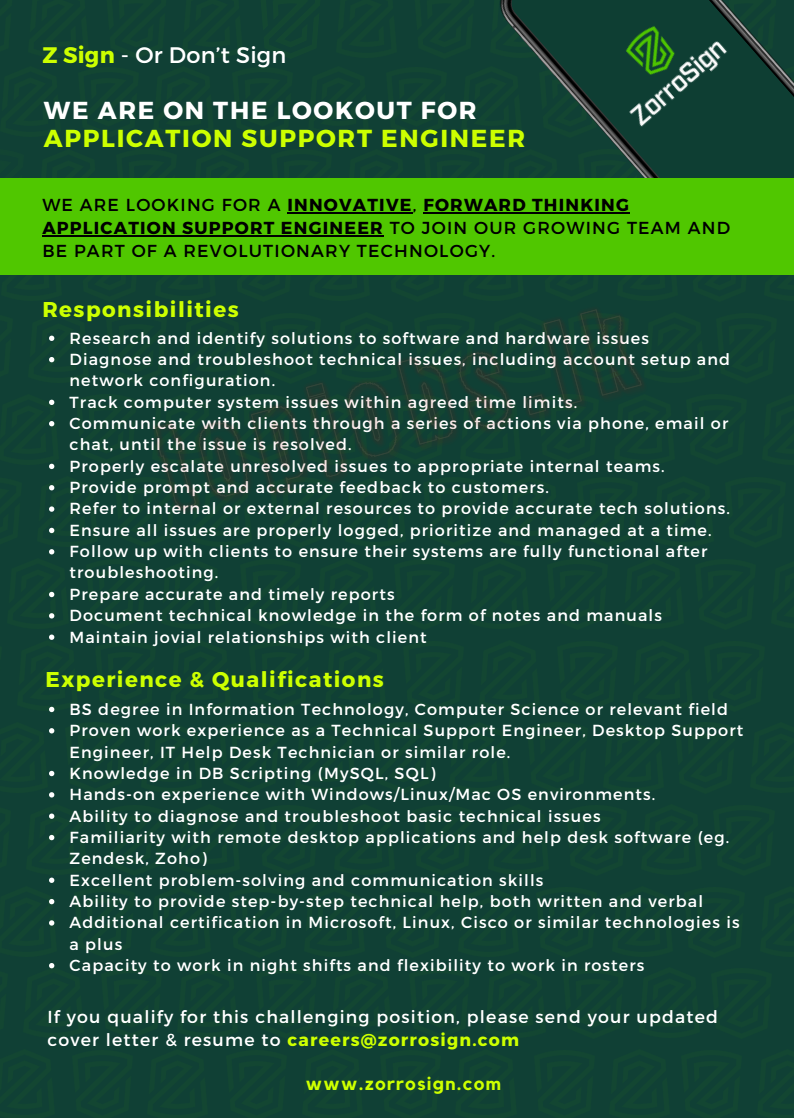 Z Sign - Or Don't Sign
ZorroSign
WE ARE ON THE LOOKOUT FOR
APPLICATION SUPPORT ENGINEER
WE ARE LOOKING FOR A INNOVATIVE, FORWARD THINKING
APPLICATION SUPPORT ENGINEER TO JOIN OUR GROWING TEAM AND
BE PART OF A REVOLUTIONARY TECHNOLOGY.
Responsibilities
• Research and identify solutions to software and hardware issues
• Diagnose and troubleshoot technical issues, including account setup and
network configuration.
• Track computer system issues within agreed time limits.
• Communicate with clients through a series of actions via phone, email or
chat, until the issue is resolved.
• Properly escalate unresolved issues to appropriate internal teams.
• Provide prompt and accurate feedback to customers.
• Refer to internal or external resources to provide accurate tech solutions.
• Ensure all issues are properly logged, prioritize and managed at a time.
• Follow up with clients to ensure their systems are fully functional after
troubleshooting.
• Prepare accurate and timely reports
• Document technical knowledge in the form of notes and manuals
• Maintain jovial relationships with client
topjobs.lk
Experience & Qualifications
• BS degree in Information Technology, Computer Science or relevant field
• Proven work experience as a Technical Support Engineer, Desktop Support
Engineer, IT Help Desk Technician or similar role.
• Knowledge in DB Scripting (MySQL, SQL)
• Hands-on experience with Windows/Linux/Mac OS environments.
• Ability to diagnose and troubleshoot basic technical issues
• Familiarity with remote desktop applications and help desk software (eg.
Zendesk, Zoho)
• Excellent problem-solving and communication skills
• Ability to provide step-by-step technical help, both written and verbal
• Additional certification in Microsoft, Linux, Cisco or similar technologies is
a plus
• Capacity to work in night shifts and flexibility to work in rosters
If you qualify for this challenging position, please send your updated
cover letter & resume to careers@zorrosign.com
www.zorrosign.com